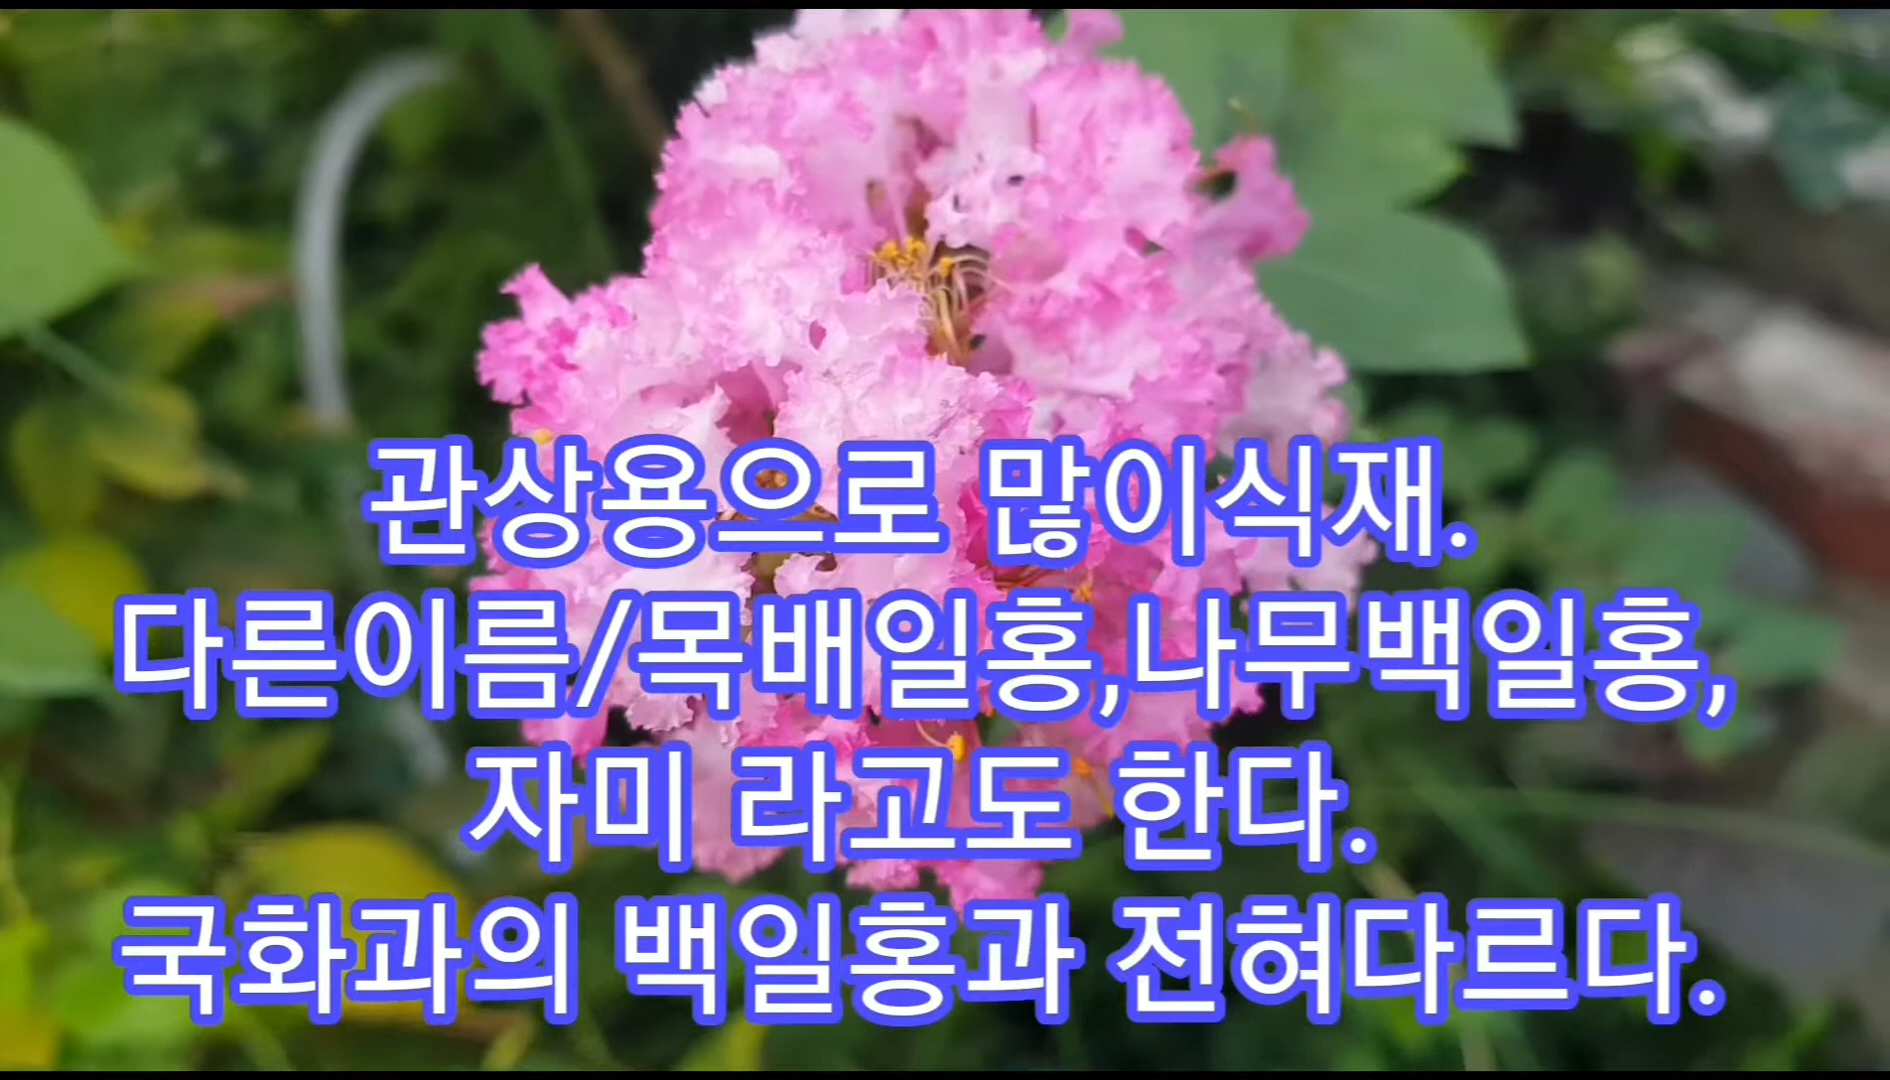 관상용으로 많이식재.
다른이름/목배일홍,나무백일홍,
자미 라고도 한다.
국화과의 백일홍과 전혀다르다.